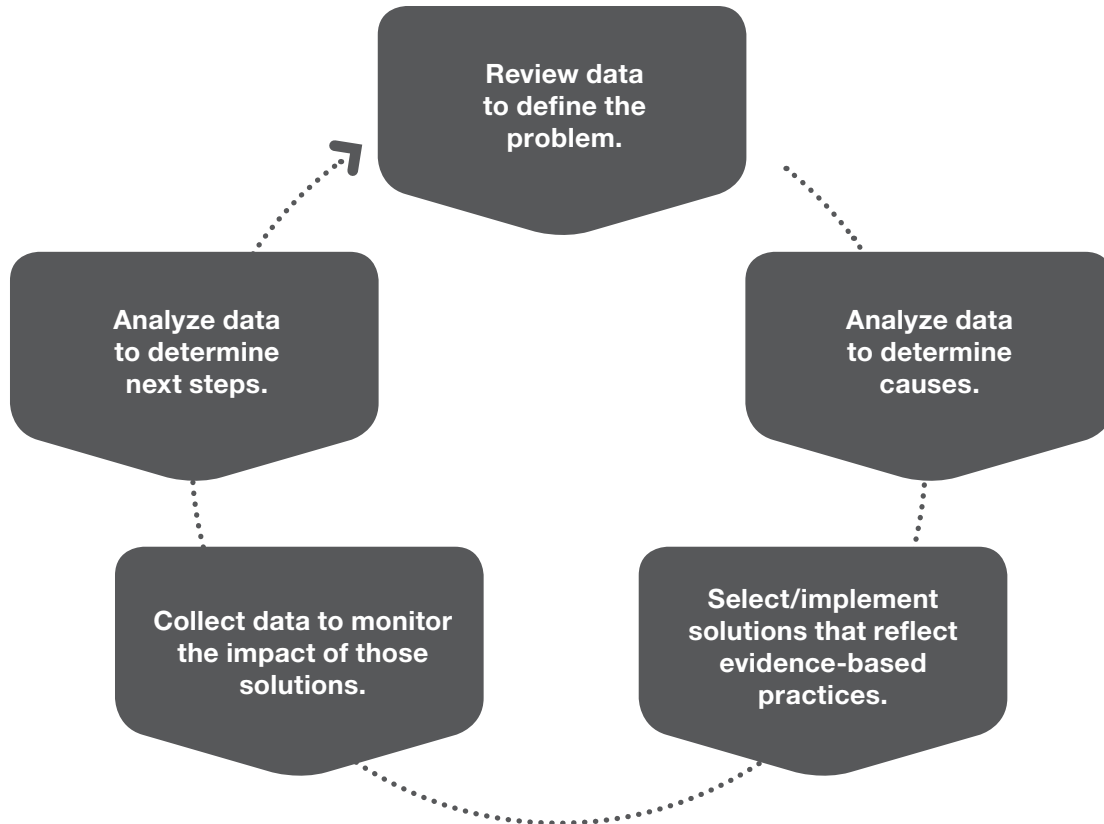 Review data
to define the
problem.
Analyze data
to determine
causes.
Select/implement
solutions that reflect
evidence-based
practices.
Collect data to monitor
the impact of those
solutions.
Analyze data
to determine
next steps.